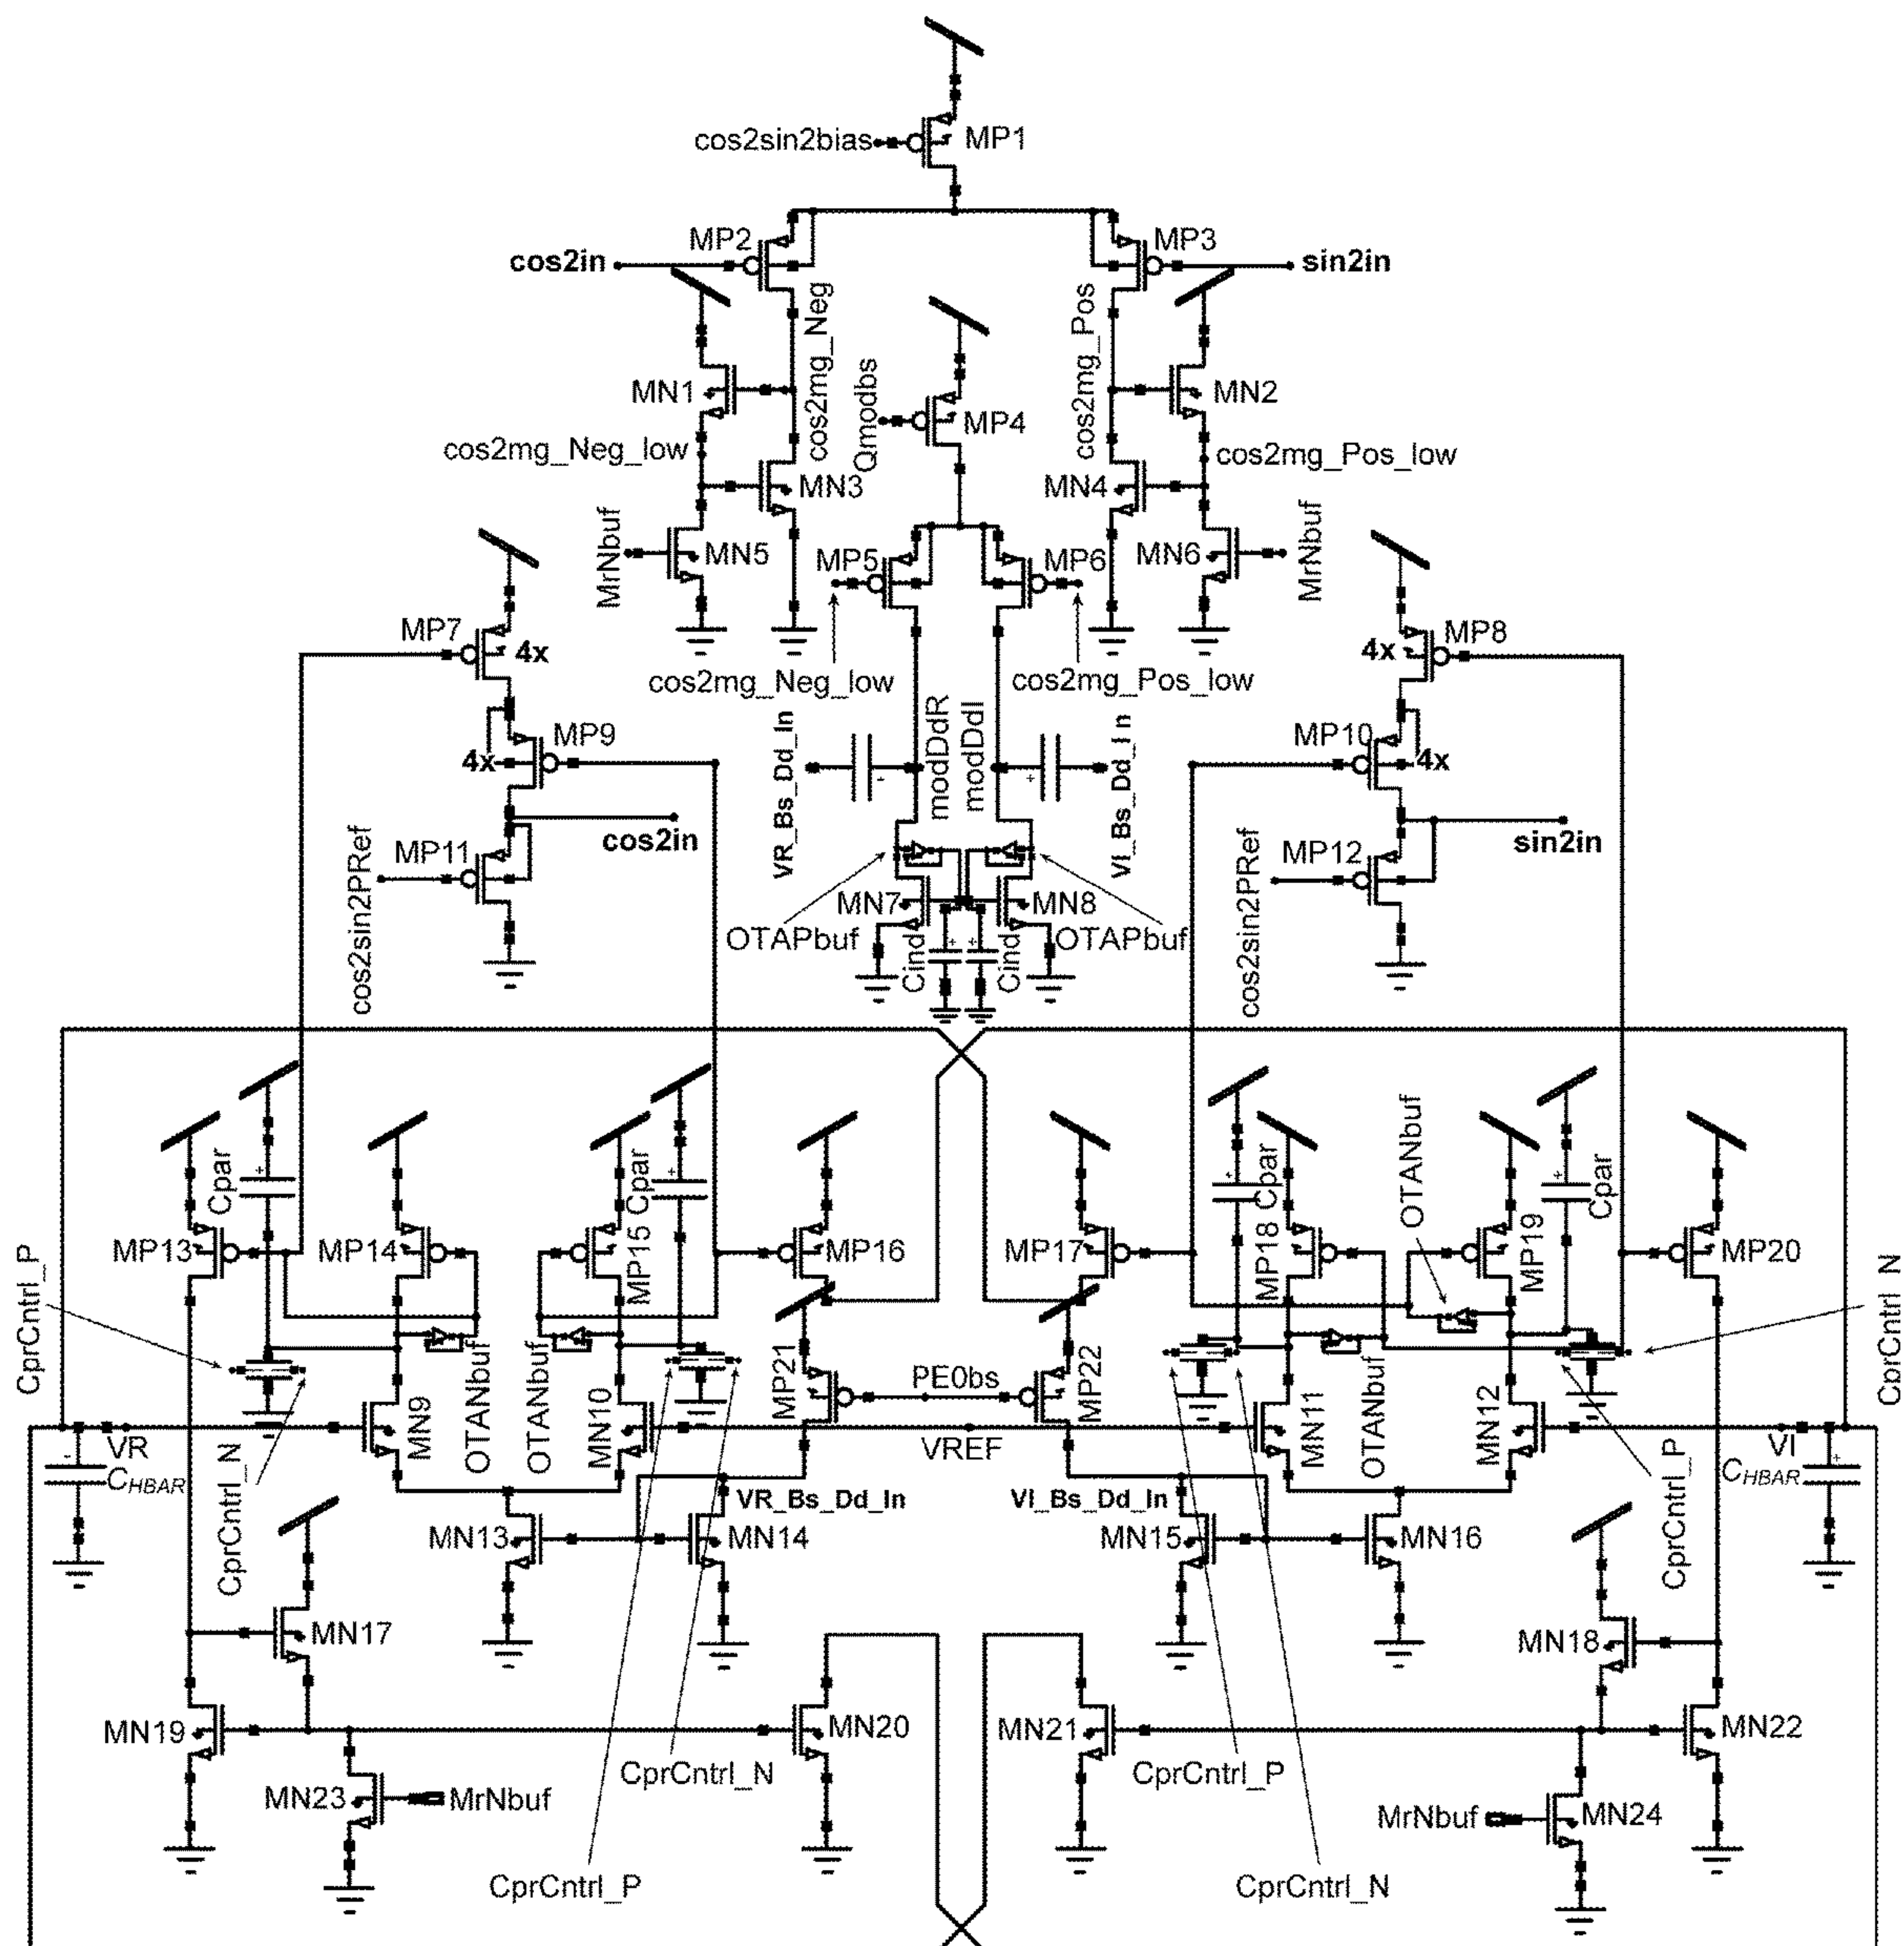 MP1
cos2sin2bias
MP2
MP3
cos2in
sin2in
cos2mg_Neg
cos2mg_Pos
MN1
MN2
Qmodbs
MP4
cos2mg_Neg_low
cos2mg_Pos_low
MN3
MN4
MrNbuf
MN5
MN6
MrNbuf
MP5
MP6
MP7
4x
4x
MP8
cos2mg_Neg_low
cos2mg_Pos_low
VR_Bs_Dd_In
modDdR
modDdI
VI_Bs_Dd_I n
MP9
4x
MP10
4x
cos2in
sin2in
cos2sin2PRef
MP11
cos2sin2PRef
MP12
MN7
MN8
OTAPbuf
OTAPbuf
Cind
Cind
Cpar
Cpar
Cpar
Cpar
OTANbuf
CprCntrl_P
MP13
MP14
MP15
MP16
MP17
MP18
MP19
MP20
CprCntrl_N
MP21
PE0bs
MP22
MN9
OTANbuf
OTANbuf
MN10
MN11
OTANbuf
MN12
VR
VREF
VI
CHBAR
CHBAR
CprCntrl_N
CprCntrl_P
VR_Bs_Dd_In
VI_Bs_Dd_In
MN13
MN14
MN15
MN16
MN17
MN18
MN19
MN20
MN21
MN22
CprCntrl_N
CprCntrl_P
MN23
MrNbuf
MrNbuf
MN24
CprCntrl_P
CprCntrl_N